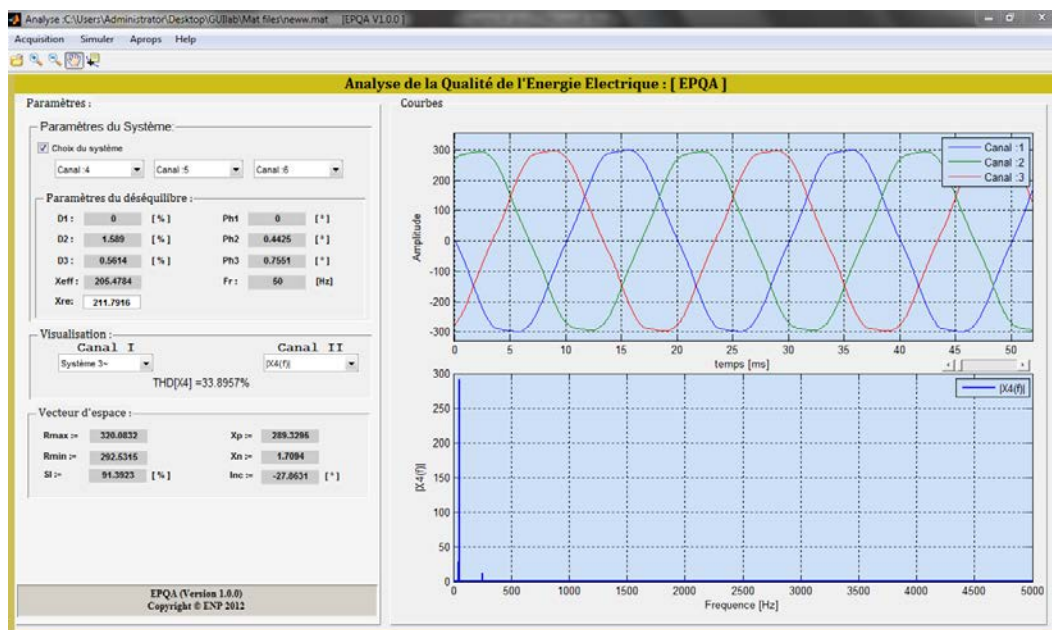 Analyse :C:\Users\Administrator\Desktop\GUBab\Mat files\neww.mat [EPQA V1.0.0 ]
Acquisition Simuler Aprops Help
Analyse de la Qualité de l'Energie Electrique : [ EPQA ]
Paramètres :
Paramètres du Système:
Choix du système
Canal :4 Canal :5 Canal :6
Paramètres du déséquilibre :
D1 : 0 [ % ] Ph1 0 [ ° ]
D2 : 1.589 [ % ] Ph2 0.4425 [ ° ]
D3 : 0.5614 [ % ] Ph3 0.7551 [ ° ]
Xeff : 205.4784 Fr : 50 [Hz]
Xre: 211.7916
Visualisation :
Canal I Canal II
Système 3~ |X4(f)|
THD[X4] =33.8957%
Vecteur d'espace :
Rmax := 320.0832 Xp := 289.3296
Rmin := 292.5315 Xn := 1.7094
SI := 91.3923 [ % ] Inc := -27.8631 [ ° ]
EPQA (Version 1.0.0)
Copyright © ENP 2012
Courbes
Canal :1
Canal :2
Canal :3
Amplitude
300
200
100
0
-100
-200
-300
0 5 10 15 20 25 30 35 40 45 50
temps [ms]
|X4(f)|
|X4(f)|
300
250
200
150
100
50
0
0 500 1000 1500 2000 2500 3000 3500 4000 4500 5000
Frequence [Hz]